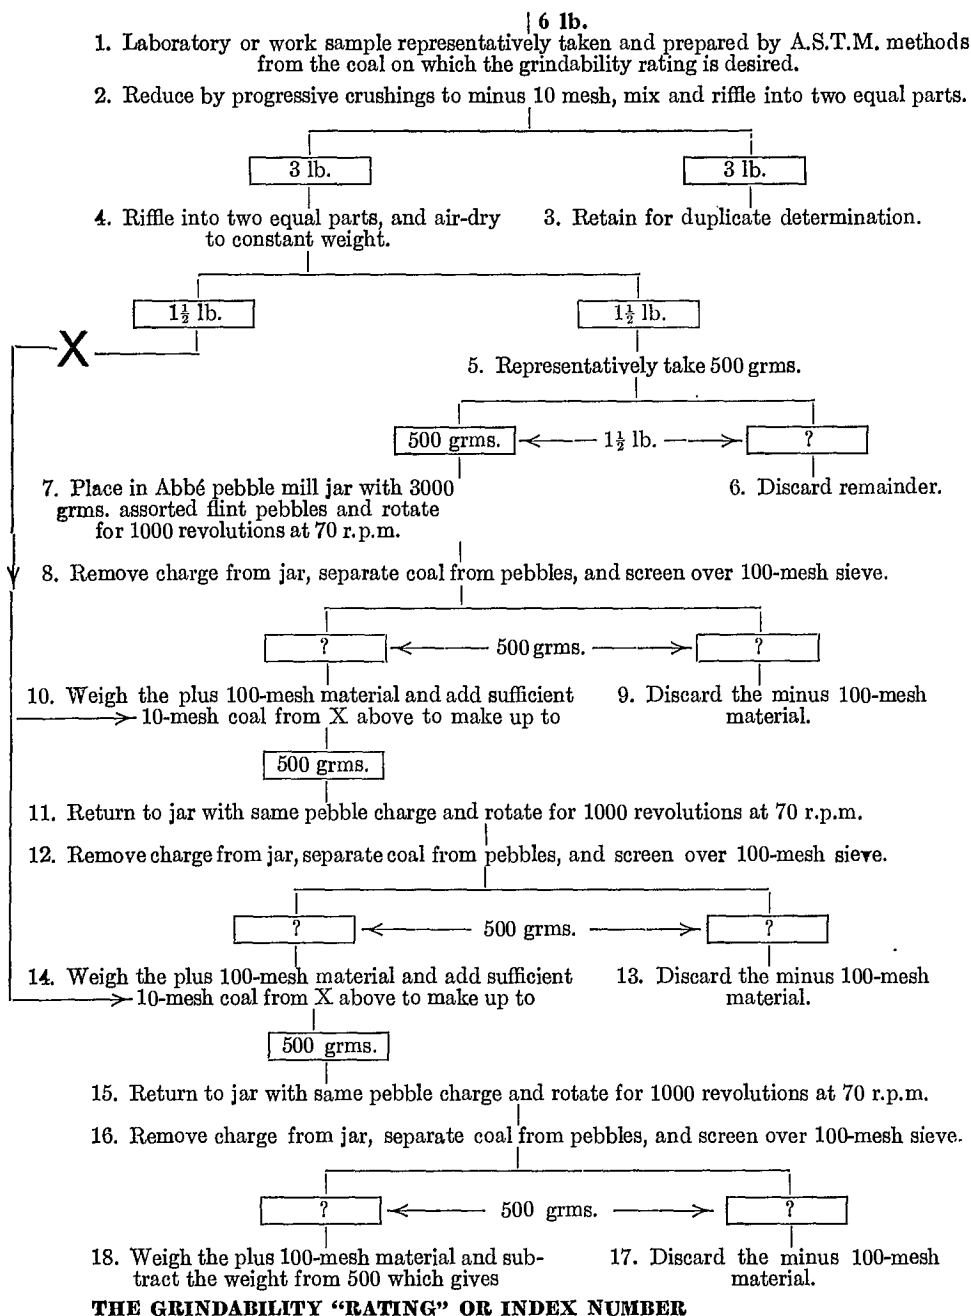 6 lb.
1. Laboratory or work sample representatively taken and prepared by A.S.T.M. methods
from the coal on which the grindability rating is desired.
2. Reduce by progressive crushings to minus 10 mesh, mix and riffle into two equal parts.
3 lb.
3 lb.
4. Riffle into two equal parts, and air-dry
to constant weight.
3. Retain for duplicate determination.
1½ lb.
1½ lb.
X
5. Representatively take 500 grms.
500 grms.
1½ lb.
?
7. Place in Abbé pebble mill jar with 3000
grms. assorted flint pebbles and rotate
for 1000 revolutions at 70 r.p.m.
6. Discard remainder.
8. Remove charge from jar, separate coal from pebbles, and screen over 100-mesh sieve.
?
500 grms.
?
10. Weigh the plus 100-mesh material and add sufficient
10-mesh coal from X above to make up to
9. Discard the minus 100-mesh
material.
500 grms.
11. Return to jar with same pebble charge and rotate for 1000 revolutions at 70 r.p.m.
12. Remove charge from jar, separate coal from pebbles, and screen over 100-mesh sieve.
?
500 grms.
?
14. Weigh the plus 100-mesh material and add sufficient
10-mesh coal from X above to make up to
13. Discard the minus 100-mesh
material.
500 grms.
15. Return to jar with same pebble charge and rotate for 1000 revolutions at 70 r.p.m.
16. Remove charge from jar, separate coal from pebbles, and screen over 100-mesh sieve.
?
500 grms.
?
18. Weigh the plus 100-mesh material and sub-
tract the weight from 500 which gives
17. Discard the minus 100-mesh
material.
THE GRINDABILITY "RATING" OR INDEX NUMBER